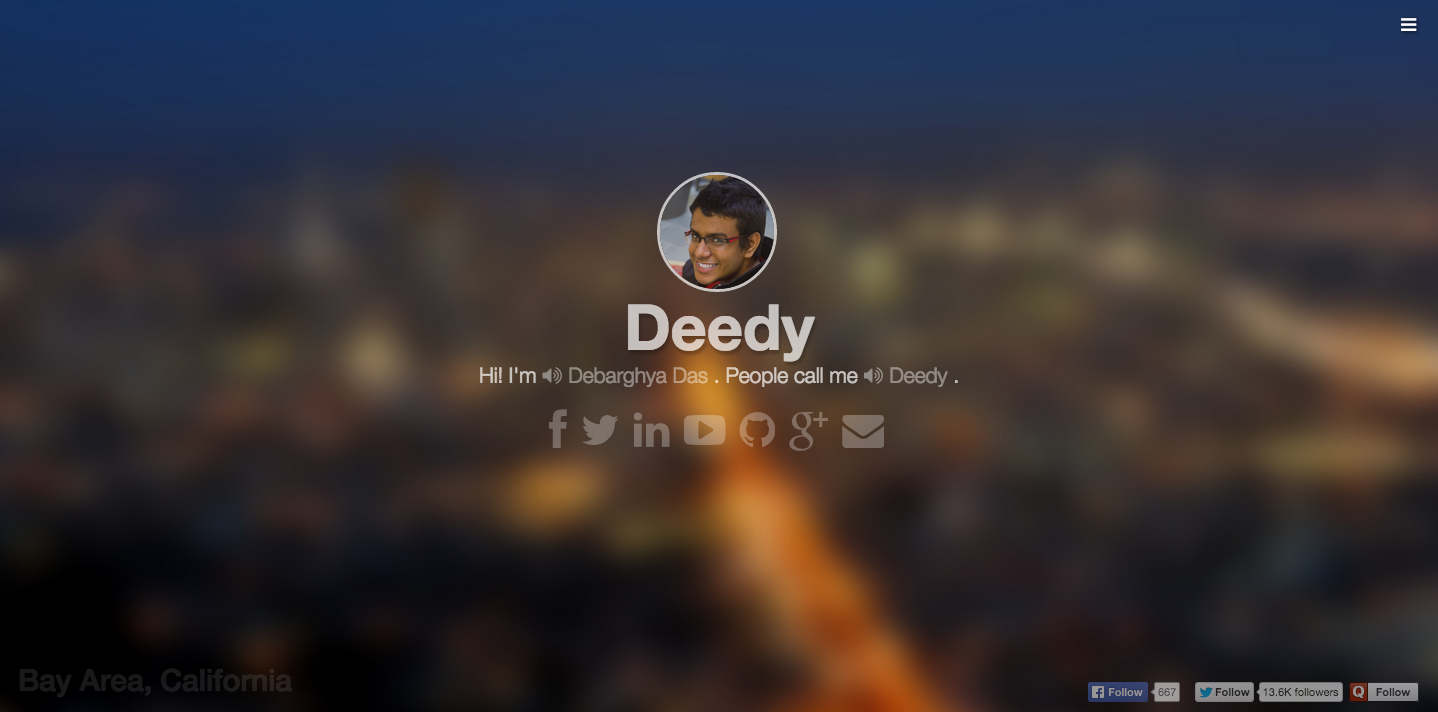 Deedy
Hi! I'm Debarghya Das . People call me Deedy .
Bay Area, California
Follow 667 Follow 13.6K followers Q Follow